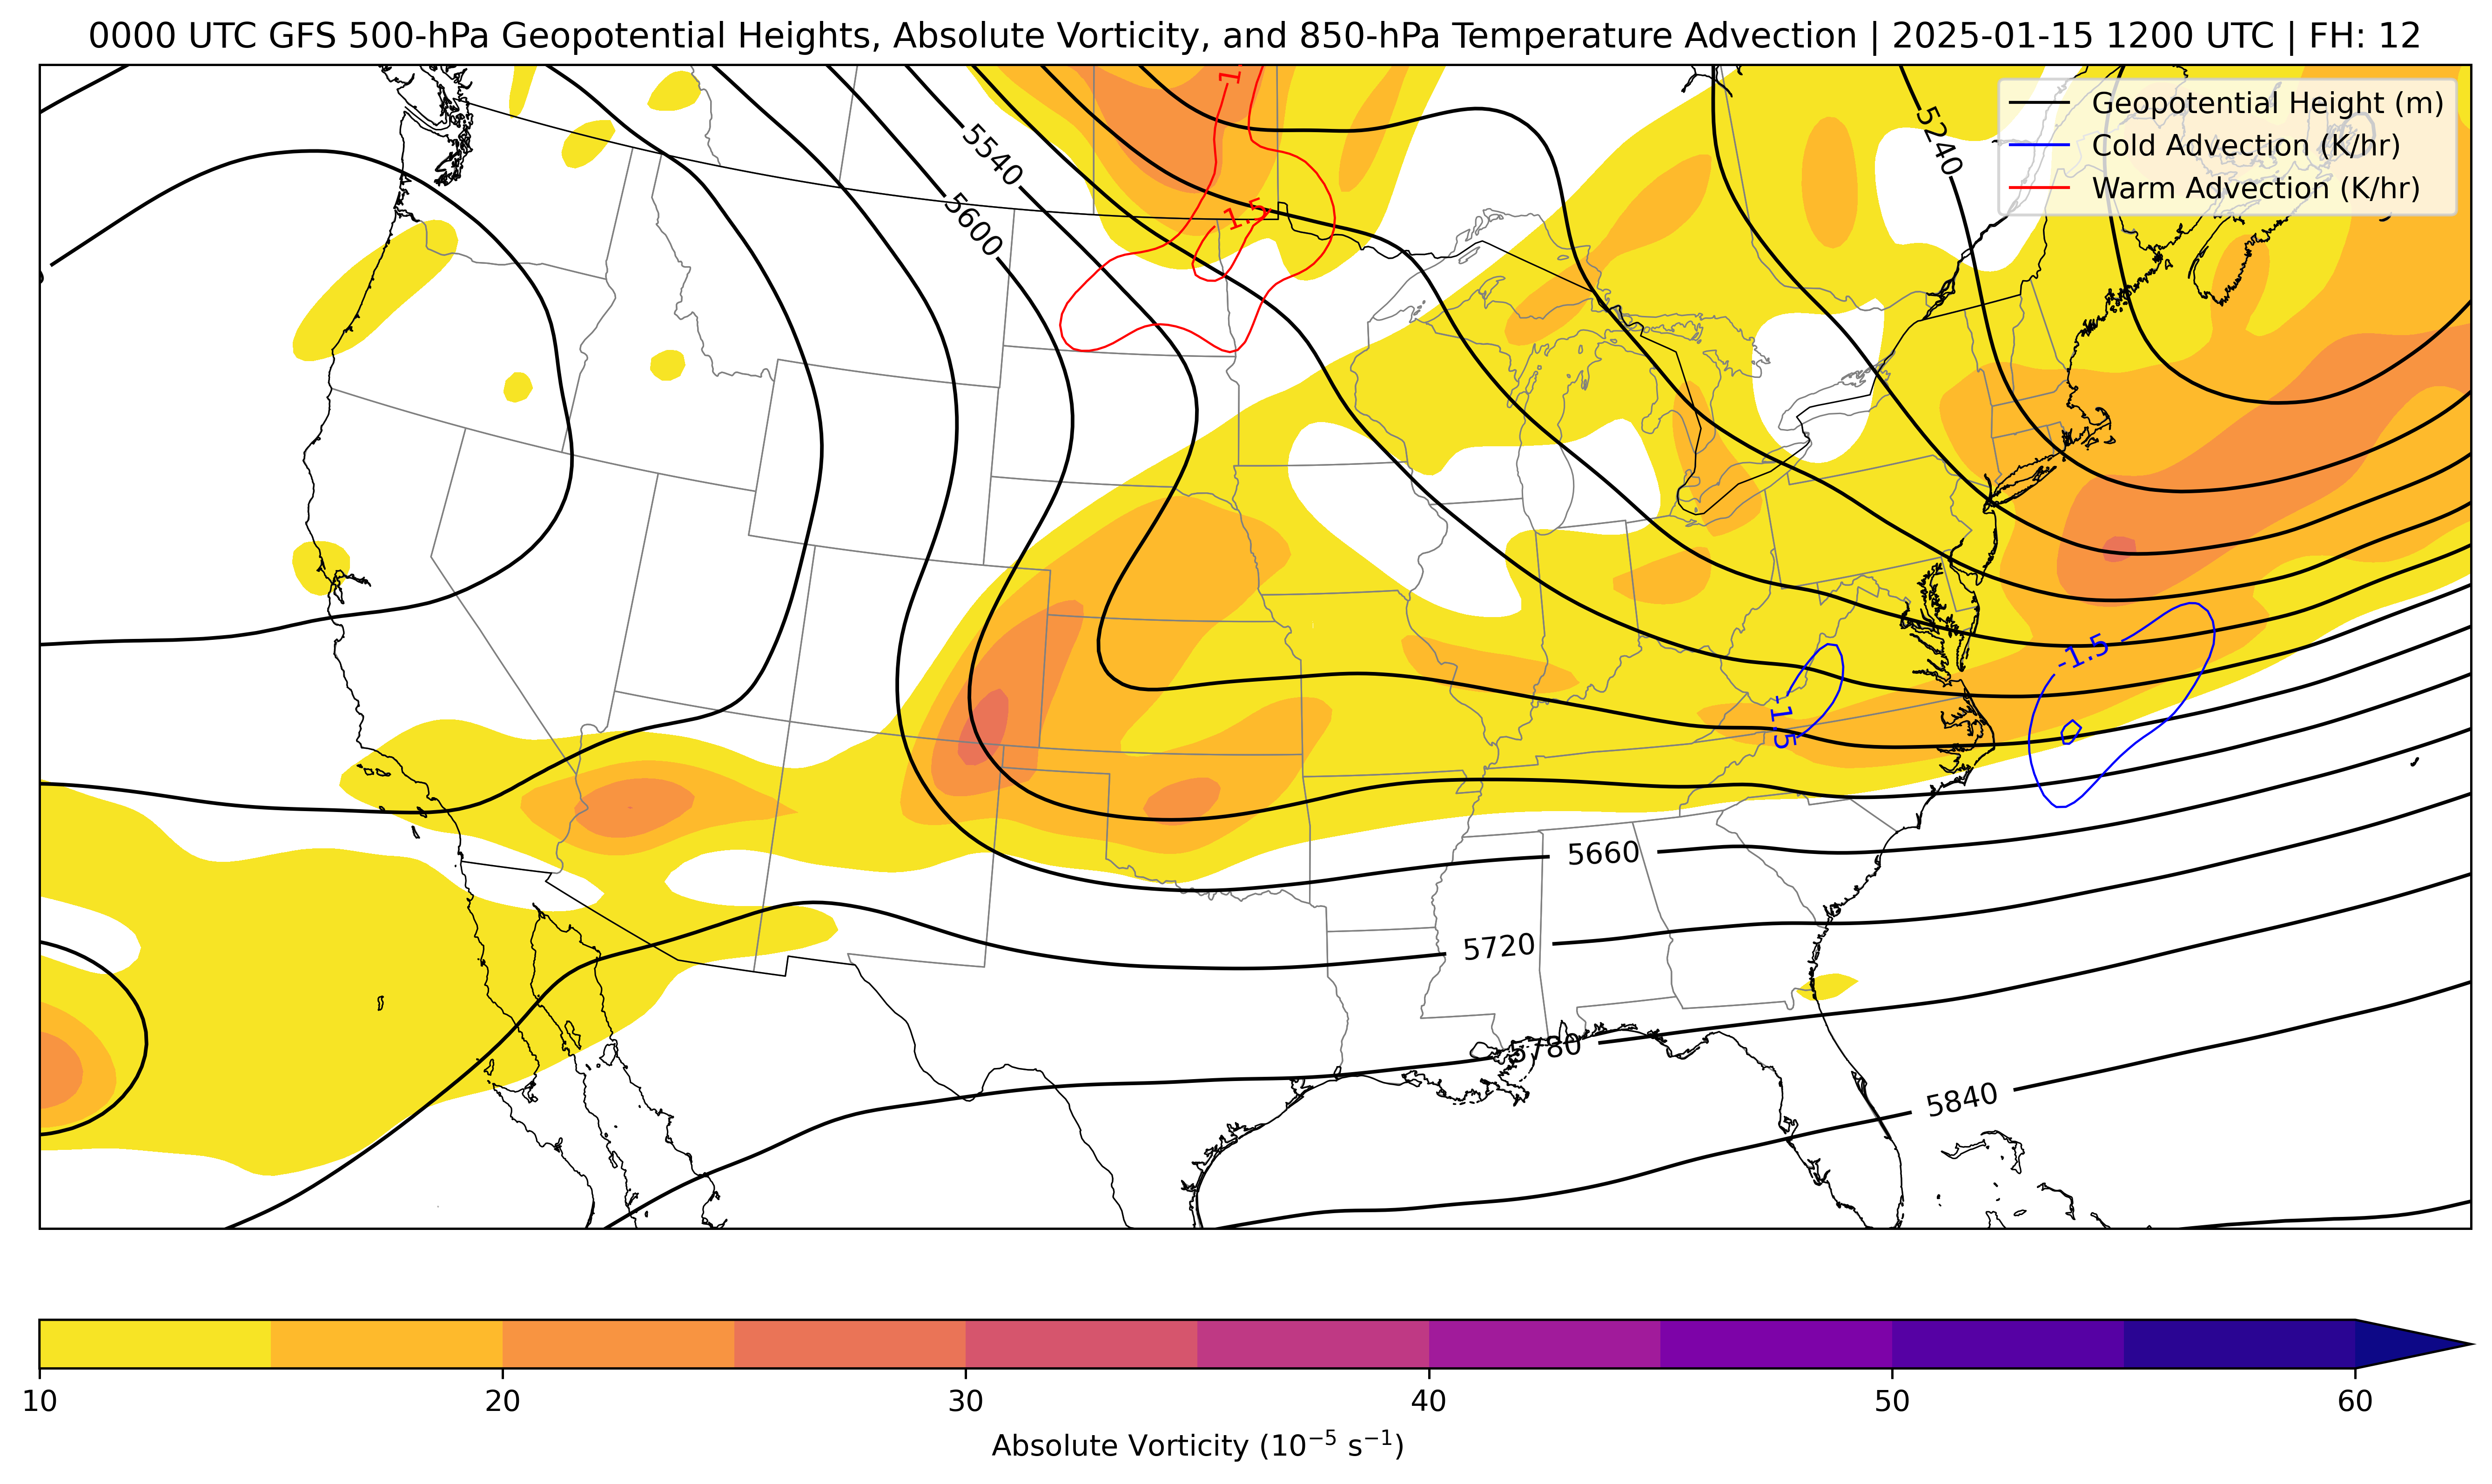 0000 UTC GFS 500-hPa Geopotential Heights, Absolute Vorticity, and 850-hPa Temperature Advection | 2025-01-15 1200 UTC | FH: 12
Geopotential Height (m)
Cold Advection (K/hr)
Warm Advection (K/hr)
5240
5540
5600
1.5
-1.5
-1.5
5660
5720
5780
5840
10 20 30 40 50 60
Absolute Vorticity (10⁻⁵ s⁻¹)